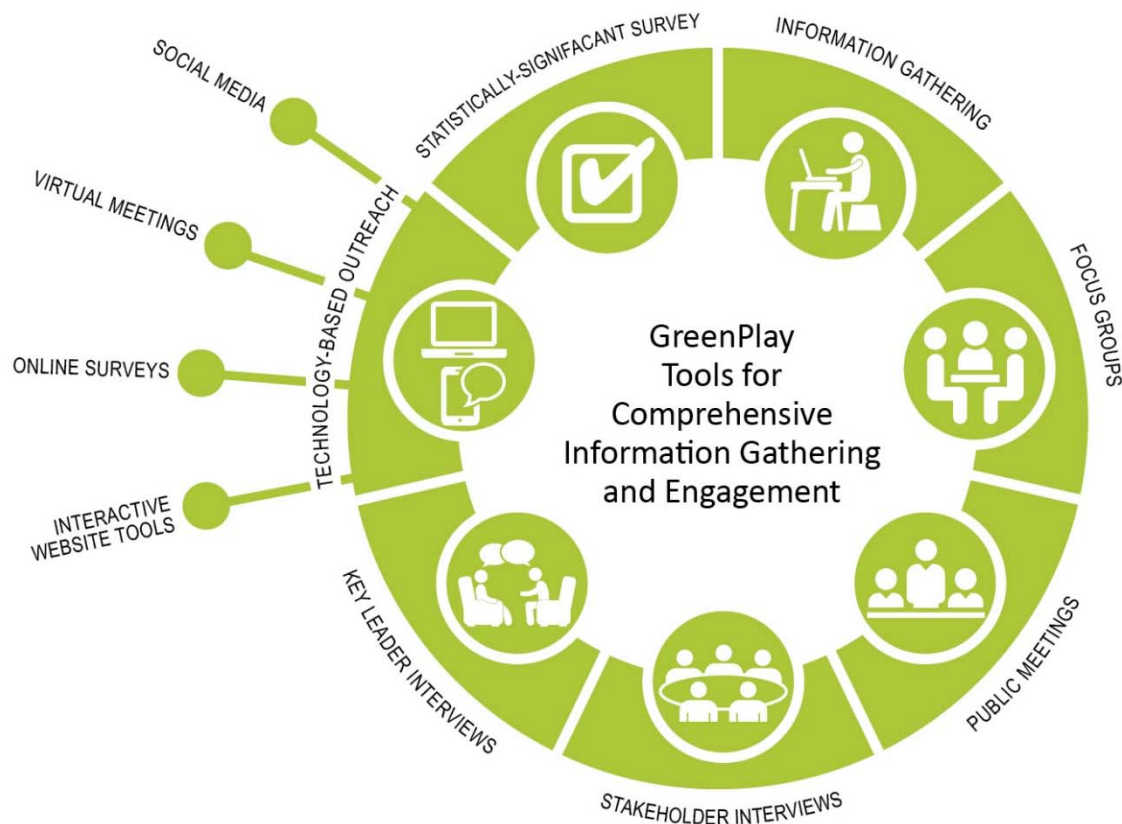 SOCIAL MEDIA
VIRTUAL MEETINGS
ONLINE SURVEYS
INTERACTIVE
WEBSITE TOOLS
TECHNOLOGY-BASED OUTREACH
STATISTICALLY-SIGNIFACANT SURVEY
INFORMATION GATHERING
FOCUS GROUPS
PUBLIC MEETINGS
STAKEHOLDER INTERVIEWS
KEY LEADER INTERVIEWS
GreenPlay
Tools for
Comprehensive
Information Gathering
and Engagement